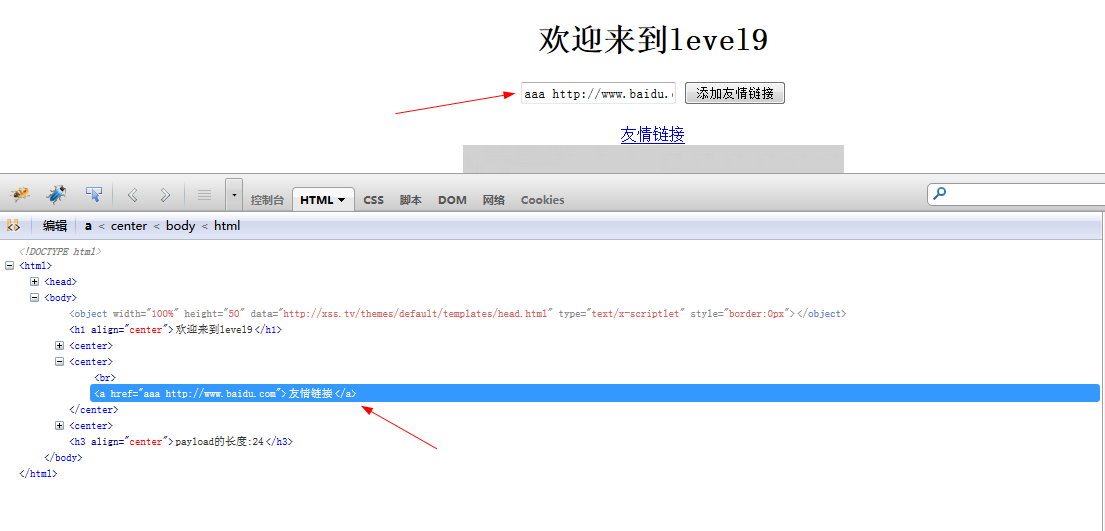 欢迎来到level9
aaa http://www.baidu.c 添加友情链接
友情链接
控制台 HTML CSS 脚本 DOM 网络 Cookies
编辑 a < center < body < html
<!DOCTYPE html>
<html>
<head>
<body>
<object width="100%" height="50" data="http://xss.tv/themes/default/templates/head.html" type="text/x-scriptlet" style="border:0px"></object>
<h1 align="center">欢迎来到level9</h1>
<center>
<center>
<br>
<a href="aaa http://www.baidu.com">友情链接</a>
</center>
<center>
<h3 align="center">payload的长度:24</h3>
</body>
</html>